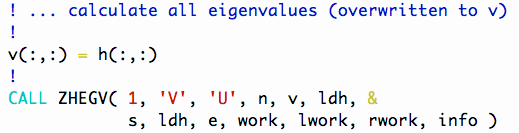 ! ... calculate all eigenvalues (overwritten to v)
!
v(:,:) = h(:,:)
!
CALL ZHEGV( 1, 'V', 'U', n, v, ldh, &
s, ldh, e, work, lwork, rwork, info )